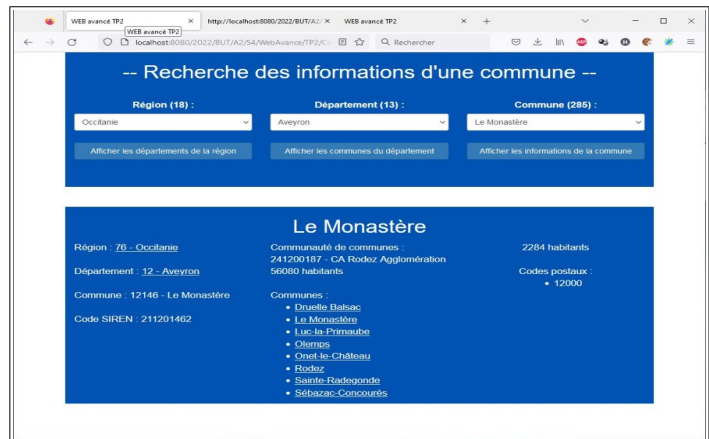 WEB avancé TP2
http://localhost:8080/2022/BUT/A2/
WEB avancé TP2
WEB avancé TP2
localhost:8080/2022/BUT/A2/S4/WebAvance/TP2/Co
Rechercher
-- Recherche des informations d'une commune --
Région (18) :
Département (13) :
Commune (285) :
Occitanie
Aveyron
Le Monastère
Afficher les départements de la région
Afficher les communes du département
Afficher les informations de la commune
Le Monastère
Région : 76 - Occitanie
Département : 12 - Aveyron
Commune : 12146 - Le Monastère
Code SIREN : 211201462
Communauté de communes :
241200187 - CA Rodez Agglomération
56080 habitants
Communes :
• Druelle Balsac
• Le Monastère
• Luc-la-Primaube
• Olemps
• Onet-le-Château
• Rodez
• Sainte-Radegonde
• Sébazac-Concourès
2284 habitants
Codes postaux :
• 12000